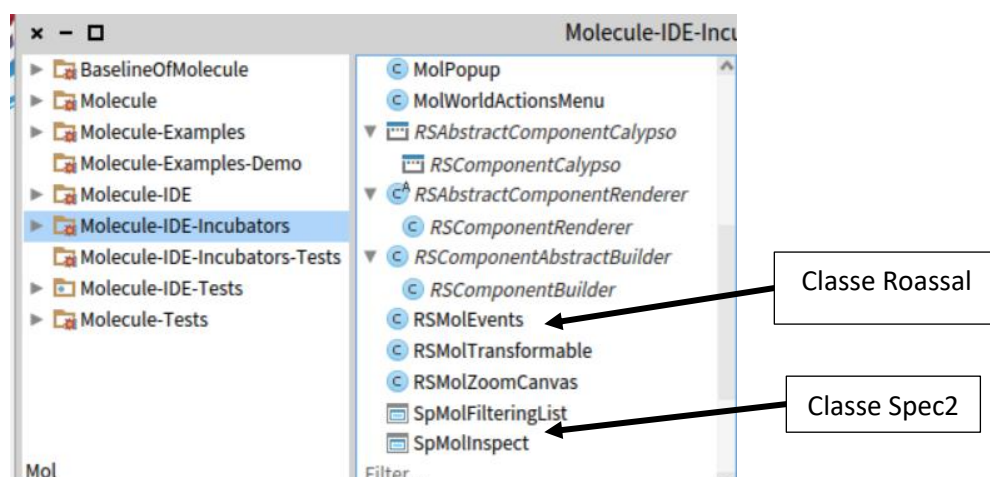 Molecule-IDE-Incu
BaselineOfMolecule
Molecule
Molecule-Examples
Molecule-Examples-Demo
Molecule-IDE
Molecule-IDE-Incubators
Molecule-IDE-Incubators-Tests
Molecule-IDE-Tests
Molecule-Tests
Mol
MolPopup
MolWorldActionsMenu
RSAbstractComponentCalypso
RSComponentCalypso
RSAbstractComponentRenderer
RSComponentRenderer
RSComponentAbstractBuilder
RSComponentBuilder
RSMolEvents
RSMolTransformable
RSMolZoomCanvas
SpMolFilteringList
SpMolInspect
Filter...
Classe Roassal
Classe Spec2